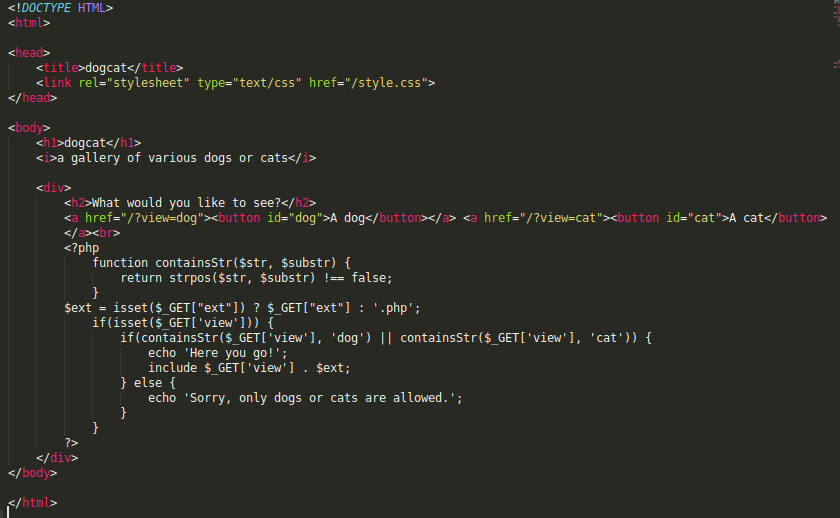 <!DOCTYPE HTML>
<html>
<head>
<title>dogcat</title>
<link rel="stylesheet" type="text/css" href="/style.css">
</head>
<body>
<h1>dogcat</h1>
<i>a gallery of various dogs or cats</i>
<div>
<h2>What would you like to see?</h2>
<a href="/?view=dog"><button id="dog">A dog</button></a> <a href="/?view=cat"><button id="cat">A cat</button>
</a><br>
<?php
function containsStr($str, $substr) {
return strpos($str, $substr) !== false;
}
$ext = isset($_GET["ext"]) ? $_GET["ext"] : '.php';
if(isset($_GET['view'])) {
if(containsStr($_GET['view'], 'dog') || containsStr($_GET['view'], 'cat')) {
echo 'Here you go!';
include $_GET['view'] . $ext;
} else {
echo 'Sorry, only dogs or cats are allowed.';
}
}
?>
</div>
</body>
</html>